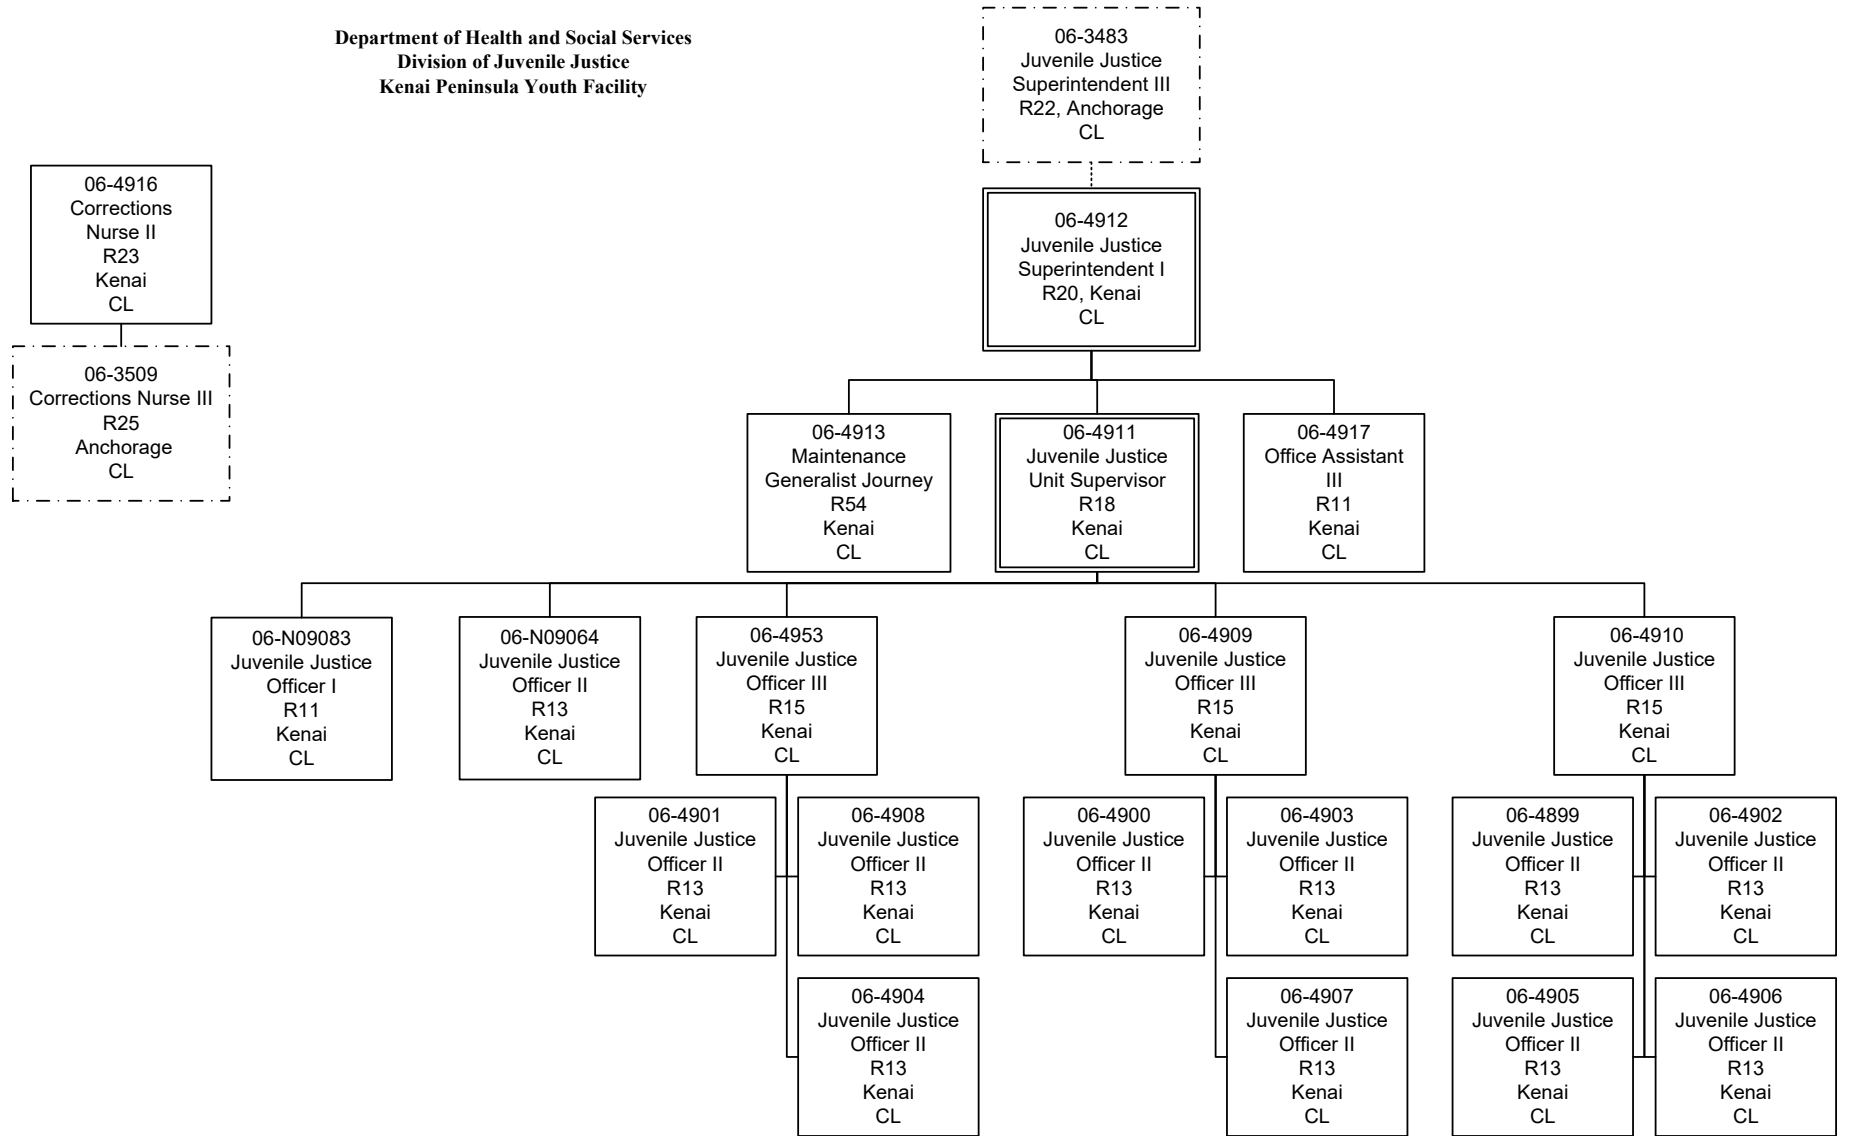 Department of Health and Social Services
Division of Juvenile Justice
Kenai Peninsula Youth Facility
06-3483
Juvenile Justice
Superintendent III
R22, Anchorage
CL
06-4916
Corrections
Nurse II
R23
Kenai
CL
06-3509
Corrections Nurse III
R25
Anchorage
CL
06-4912
Juvenile Justice
Superintendent I
R20, Kenai
CL
06-4913
Maintenance
Generalist Journey
R54
Kenai
CL
06-4911
Juvenile Justice
Unit Supervisor
R18
Kenai
CL
06-4917
Office Assistant
III
R11
Kenai
CL
06-N09083
Juvenile Justice
Officer I
R11
Kenai
CL
06-N09064
Juvenile Justice
Officer II
R13
Kenai
CL
06-4953
Juvenile Justice
Officer III
R15
Kenai
CL
06-4909
Juvenile Justice
Officer III
R15
Kenai
CL
06-4910
Juvenile Justice
Officer III
R15
Kenai
CL
06-4901
Juvenile Justice
Officer II
R13
Kenai
CL
06-4908
Juvenile Justice
Officer II
R13
Kenai
CL
06-4900
Juvenile Justice
Officer II
R13
Kenai
CL
06-4903
Juvenile Justice
Officer II
R13
Kenai
CL
06-4899
Juvenile Justice
Officer II
R13
Kenai
CL
06-4902
Juvenile Justice
Officer II
R13
Kenai
CL
06-4904
Juvenile Justice
Officer II
R13
Kenai
CL
06-4907
Juvenile Justice
Officer II
R13
Kenai
CL
06-4905
Juvenile Justice
Officer II
R13
Kenai
CL
06-4906
Juvenile Justice
Officer II
R13
Kenai
CL